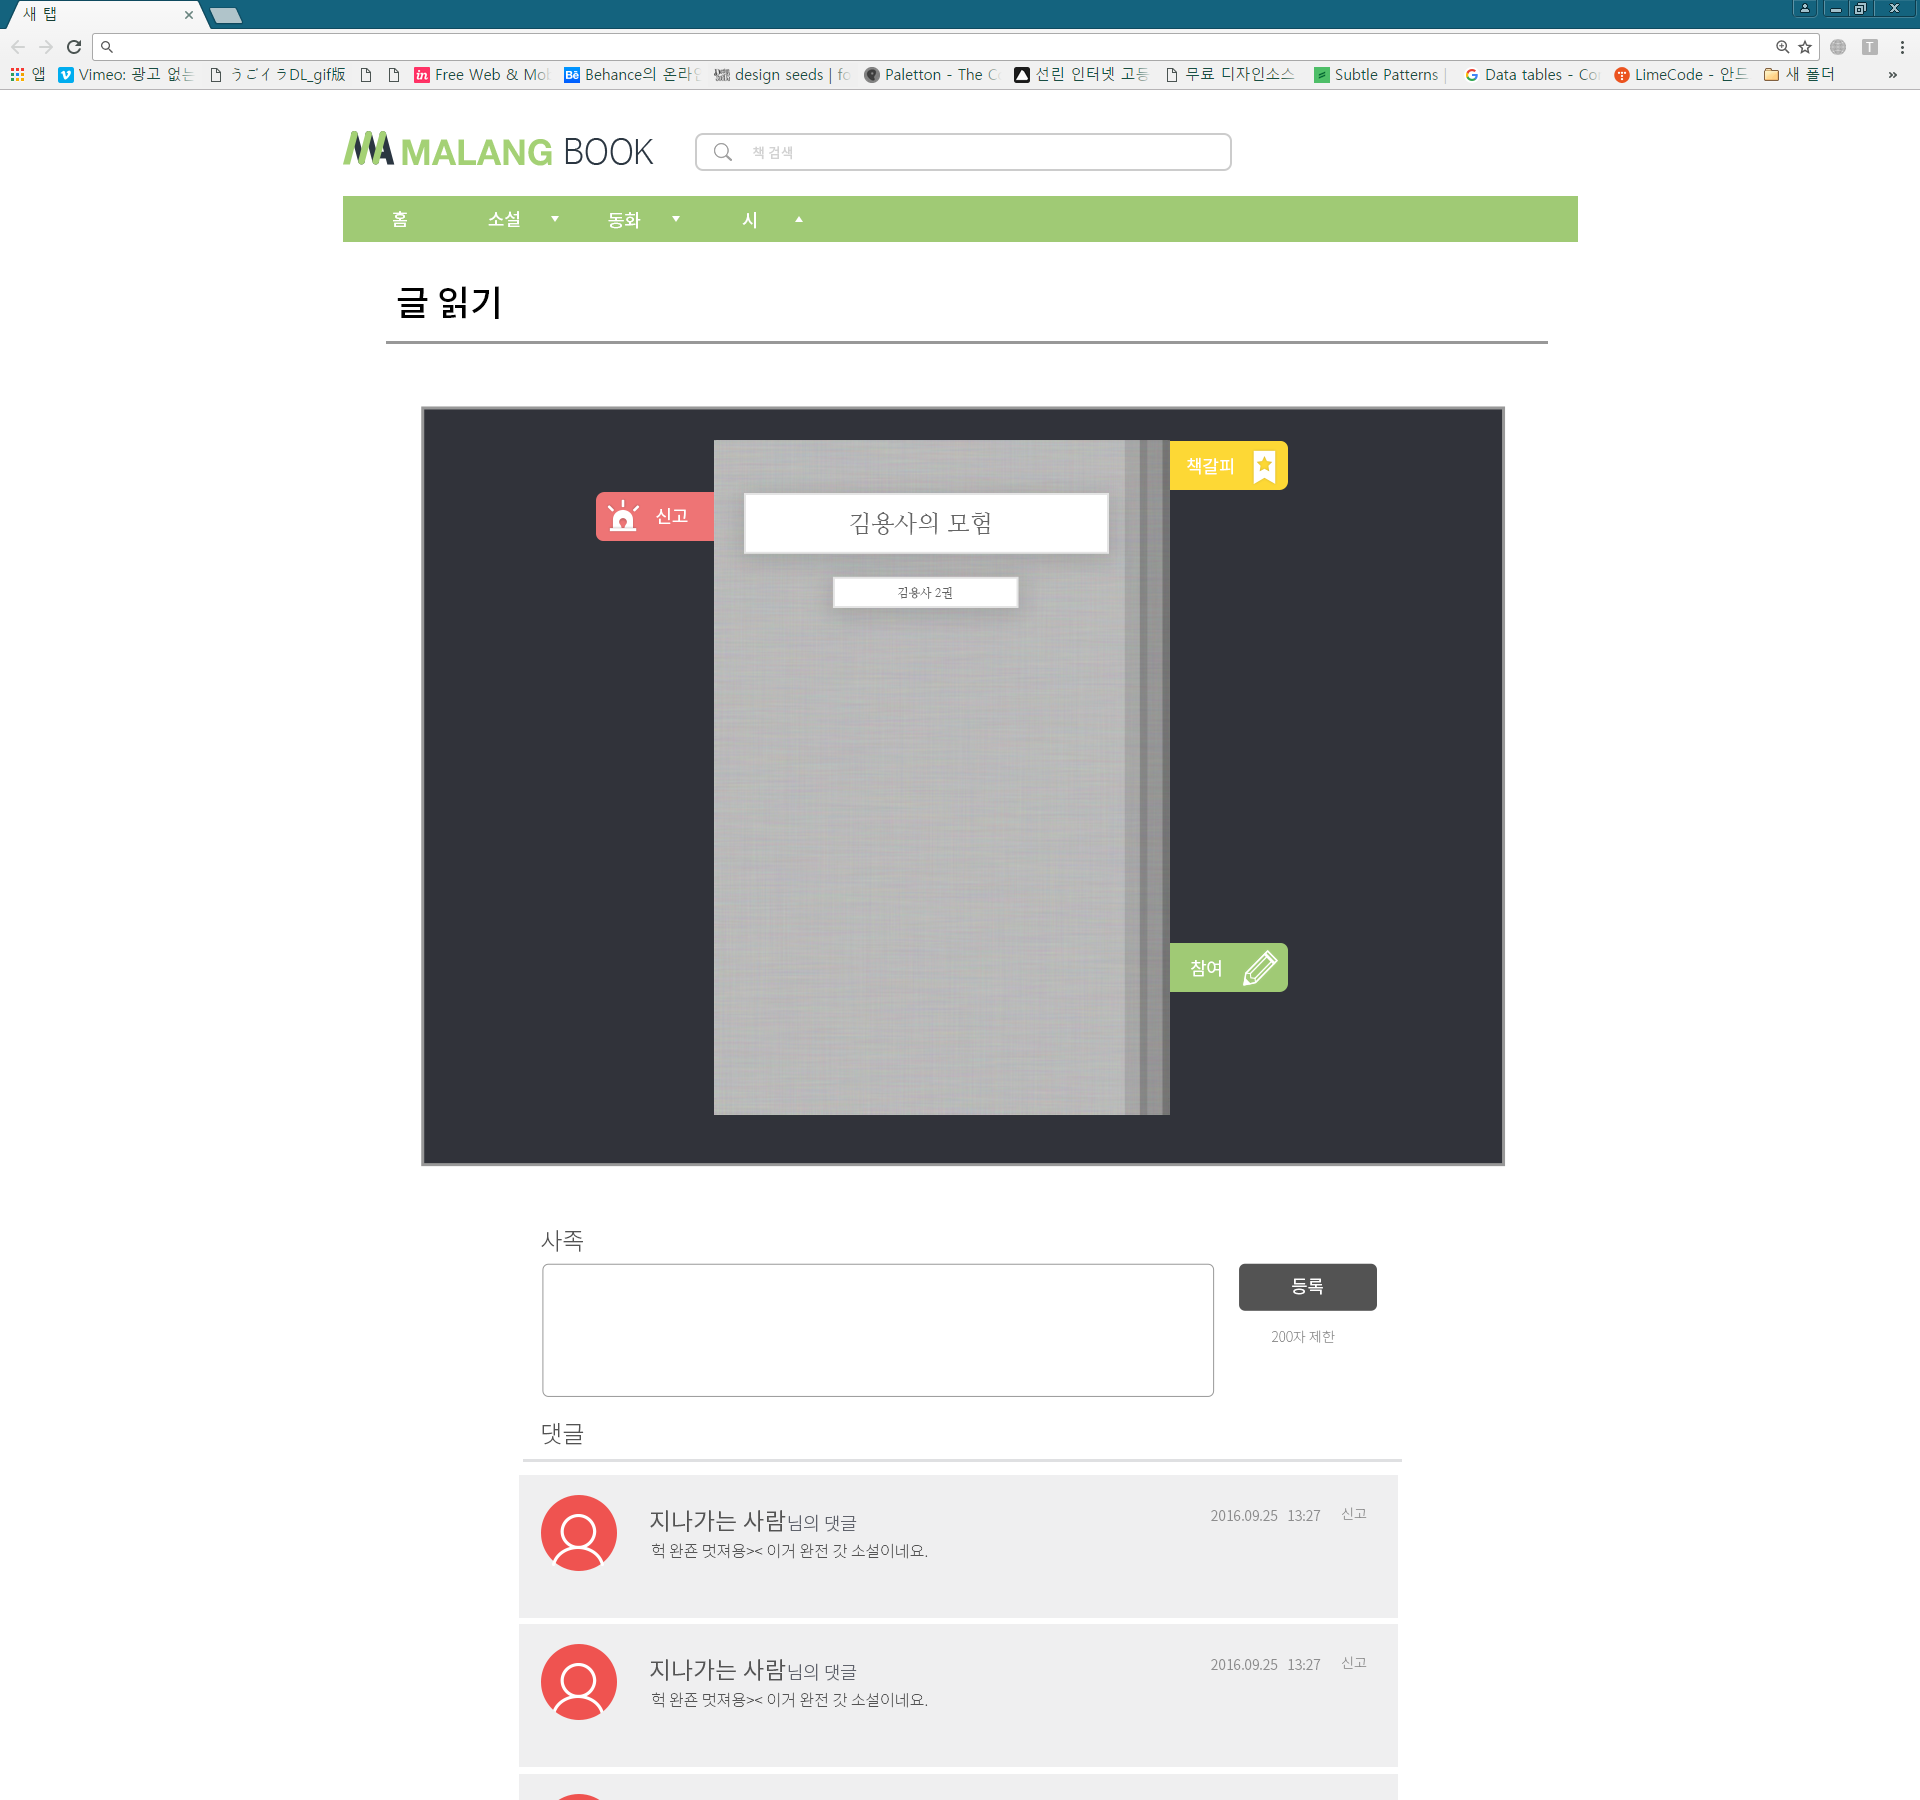 새 탭
앱 Vimeo: 광고 없는 うごイラDL_gif版 Free Web & Mob Behance의 온라인 design seeds | fo Paletton - The Co 선린 인터넷 고등 무료 디자인소스 Subtle Patterns | Data tables - Co LimeCode - 안드 새 폴더 »
MALANG BOOK
책 검색
홈 소설 동화 시
글 읽기
책갈피
신고
김용사의 모험
김용사 2권
참여
사족
등록
200자 제한
댓글
지나가는 사람님의 댓글 2016.09.25 13:27 신고
헉 완죤 멋져용>< 이거 완전 갓 소설이네요.
지나가는 사람님의 댓글 2016.09.25 13:27 신고
헉 완죤 멋져용>< 이거 완전 갓 소설이네요.